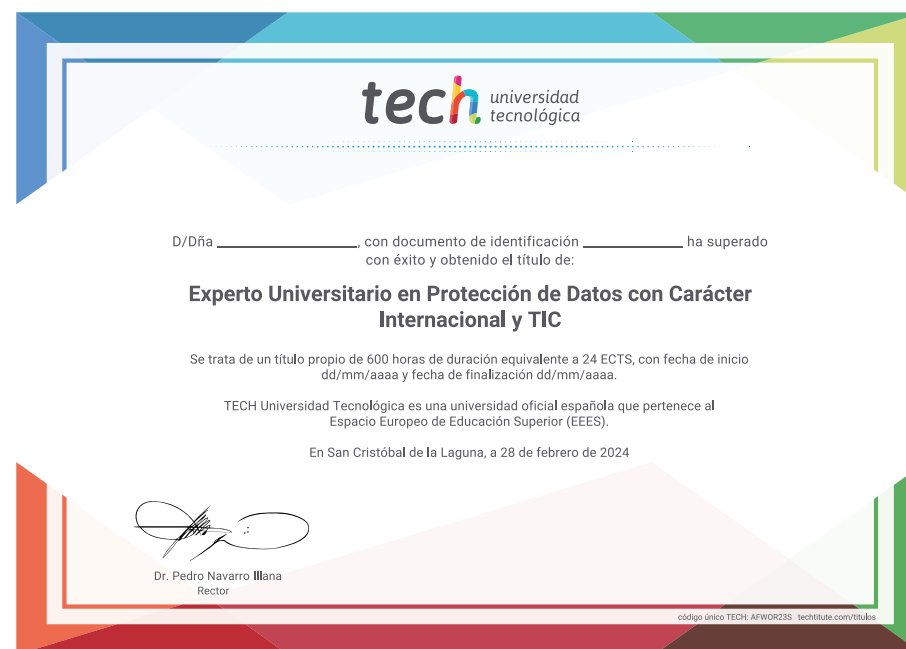 tech universidad
tecnológica
D/Dña ____________________, con documento de identificación ______________ ha superado
con éxito y obtenido el título de:
Experto Universitario en Protección de Datos con Carácter
Internacional y TIC
Se trata de un título propio de 600 horas de duración equivalente a 24 ECTS, con fecha de inicio
dd/mm/aaaa y fecha de finalización dd/mm/aaaa.
TECH Universidad Tecnológica es una universidad oficial española que pertenece al
Espacio Europeo de Educación Superior (EEES).
En San Cristóbal de la Laguna, a 28 de febrero de 2024
Dr. Pedro Navarro Illana
Rector
código único TECH: AFWOR23S techtitute.com/titulos